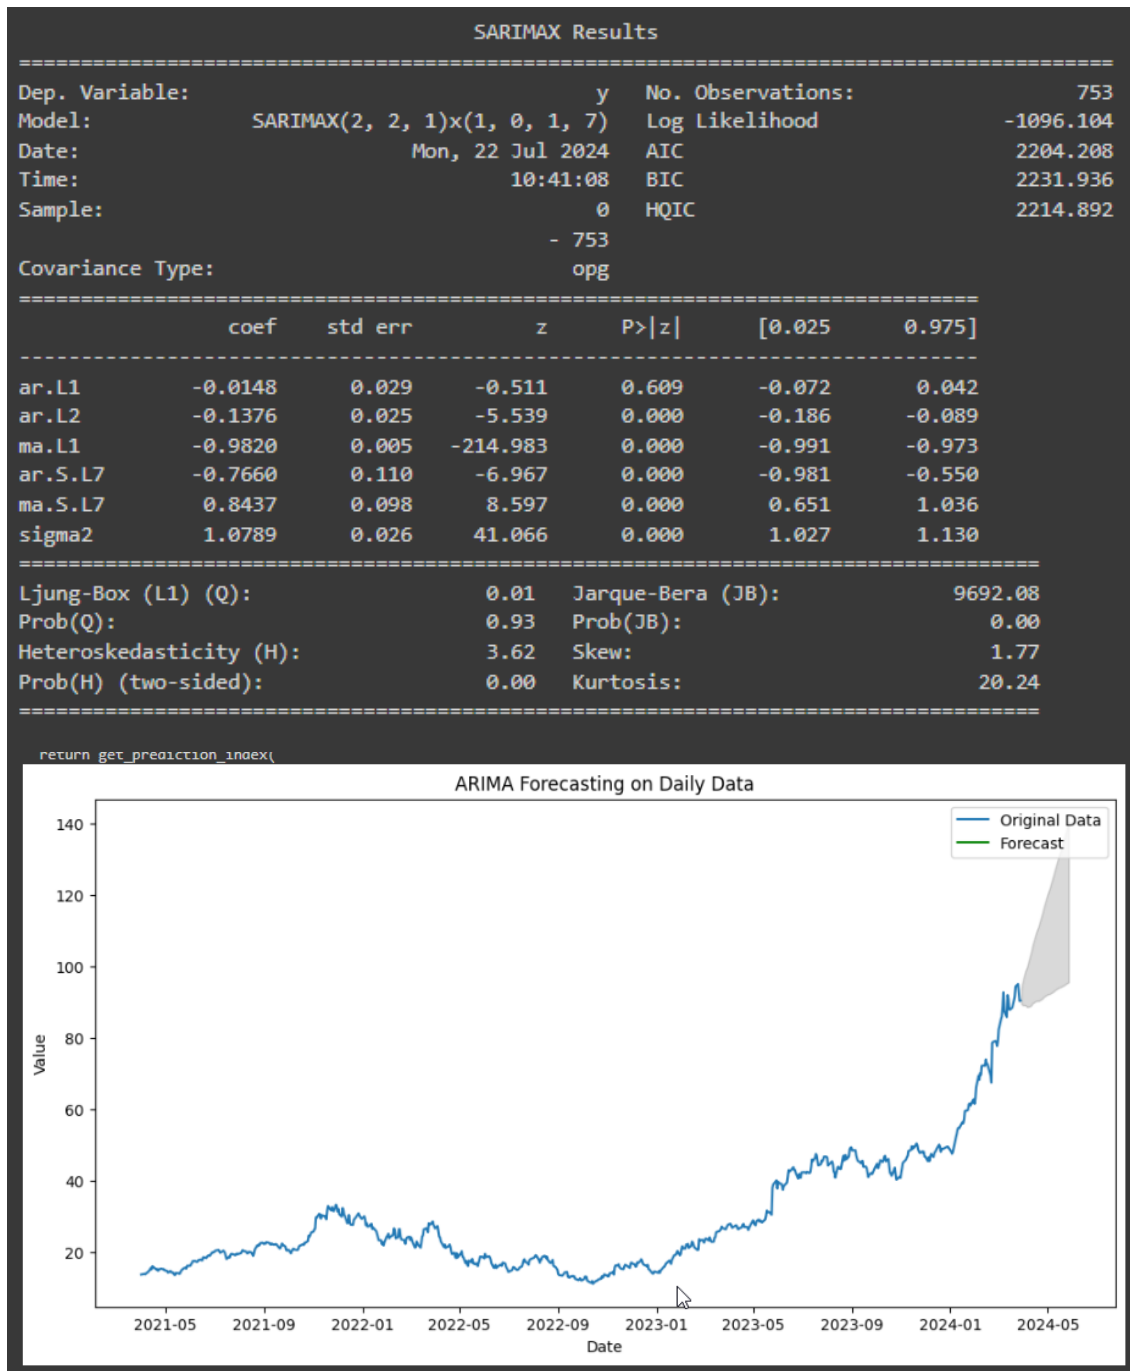 SARIMAX Results
==============================================================================
Dep. Variable: y No. Observations: 753
Model: SARIMAX(2, 2, 1)x(1, 0, 1, 7) Log Likelihood -1096.104
Date: Mon, 22 Jul 2024 AIC 2204.208
Time: 10:41:08 BIC 2231.936
Sample: 0 HQIC 2214.892
- 753
Covariance Type: opg
==============================================================================
coef std err z P>|z| [0.025 0.975]
------------------------------------------------------------------------------
ar.L1 -0.0148 0.029 -0.511 0.609 -0.072 0.042
ar.L2 -0.1376 0.025 -5.539 0.000 -0.186 -0.089
ma.L1 -0.9820 0.005 -214.983 0.000 -0.991 -0.973
ar.S.L7 -0.7660 0.110 -6.967 0.000 -0.981 -0.550
ma.S.L7 0.8437 0.098 8.597 0.000 0.651 1.036
sigma2 1.0789 0.026 41.066 0.000 1.027 1.130
==============================================================================
Ljung-Box (L1) (Q): 0.01 Jarque-Bera (JB): 9692.08
Prob(Q): 0.93 Prob(JB): 0.00
Heteroskedasticity (H): 3.62 Skew: 1.77
Prob(H) (two-sided): 0.00 Kurtosis: 20.24
==============================================================================
return get_prediction_index(
ARIMA Forecasting on Daily Data
Original Data
Forecast
140
120
100
80
60
40
20
Value
2021-05 2021-09 2022-01 2022-05 2022-09 2023-01 2023-05 2023-09 2024-01 2024-05
Date